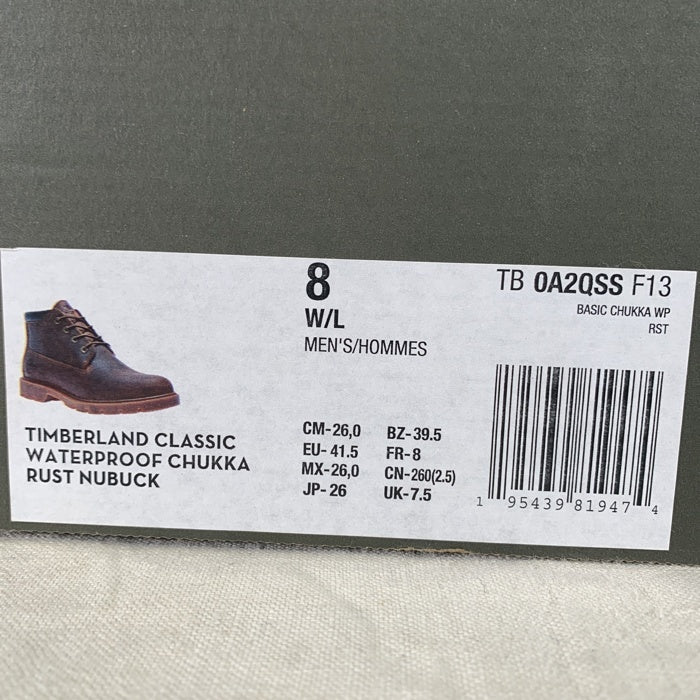 8
W/L
MEN'S/HOMMES
TB 0A2QSS F13
BASIC CHUKKA WP
RST
TIMBERLAND CLASSIC
WATERPROOF CHUKKA
RUST NUBUCK
CM-26,0 BZ-39.5
EU-41.5 FR-8
MX-26,0 CN-260(2.5)
JP-26 UK-7.5
1 95439 81947 4